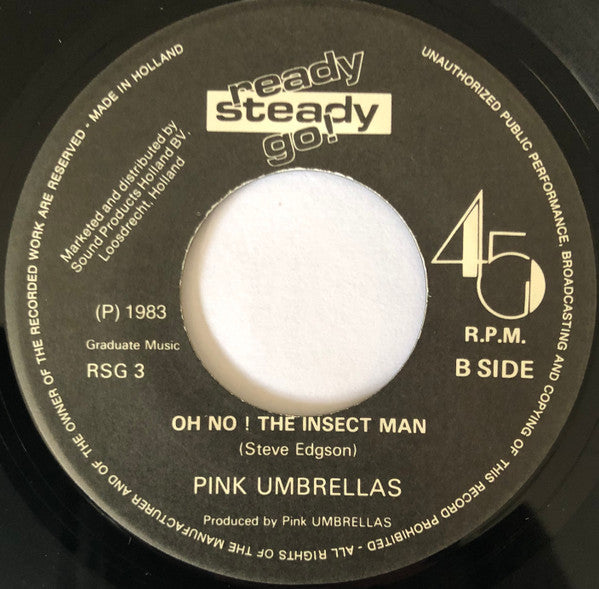 ready
steady
go!
Marketed and distributed by
Sound Products Holland BV.
Loosdrecht, Holland
(P) 1983
Graduate Music
RSG 3
45
R.P.M.
B SIDE
OH NO ! THE INSECT MAN
(Steve Edgson)
PINK UMBRELLAS
Produced by Pink UMBRELLAS
UNAUTHORIZED PUBLIC PERFORMANCE, BROADCASTING AND COPYING OF THIS RECORD PROHIBITED - ALL RIGHTS OF THE MANUFACTURER AND OF THE OWNER OF THE RECORDED WORK ARE RESERVED - MADE IN HOLLAND